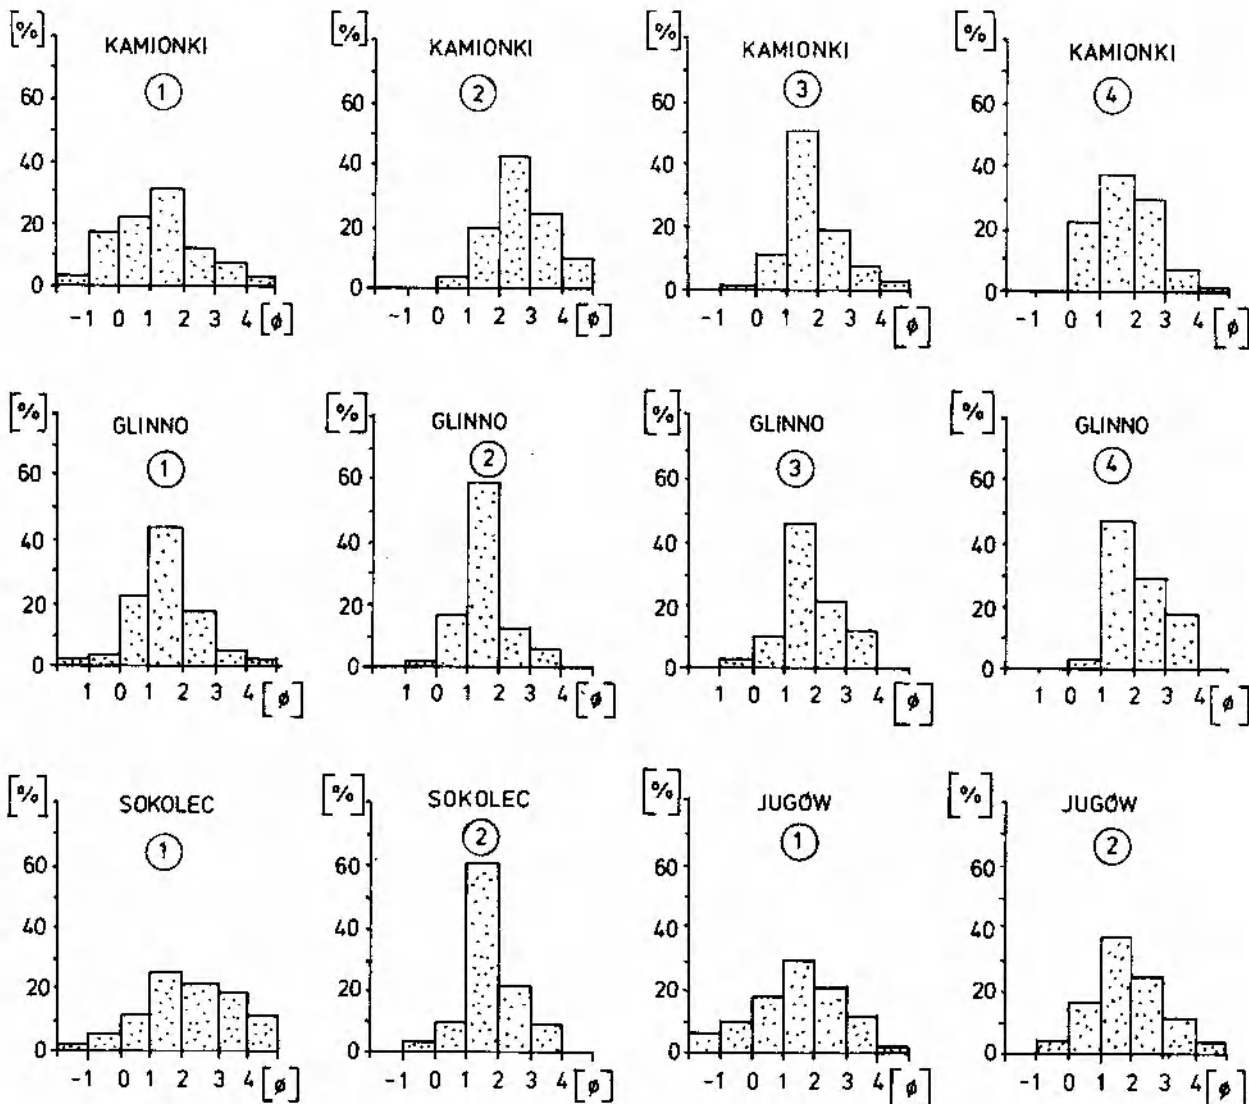 [%] [%] [%] [%]
KAMIONKI KAMIONKI KAMIONKI KAMIONKI
1 2 3 4
60 60 60 60
40 40 40 40
20 20 20 20
0 0 0 0
-1 0 1 2 3 4 [ø] -1 0 1 2 3 4 [ø] -1 0 1 2 3 4 [ø] -1 0 1 2 3 4 [ø]
[%] [%] [%] [%]
GLINNO GLINNO GLINNO GLINNO
1 2 3 4
60 60 60 60
40 40 40 40
20 20 20 20
0 0 0 0
1 0 1 2 3 4 [ø] -1 0 1 2 3 4 [ø] 1 0 1 2 3 4 [ø] 1 0 1 2 3 4 [ø]
[%] [%] [%] [%]
SOKOLEC SOKOLEC JUGÓW JUGÓW
1 2 1 2
60 60 60 60
40 40 40 40
20 20 20 20
0 0 0 0
-1 0 1 2 3 4 [ø] -1 0 1 2 3 4 [ø] -1 0 1 2 3 4 [ø] -1 0 1 2 3 4 [ø]